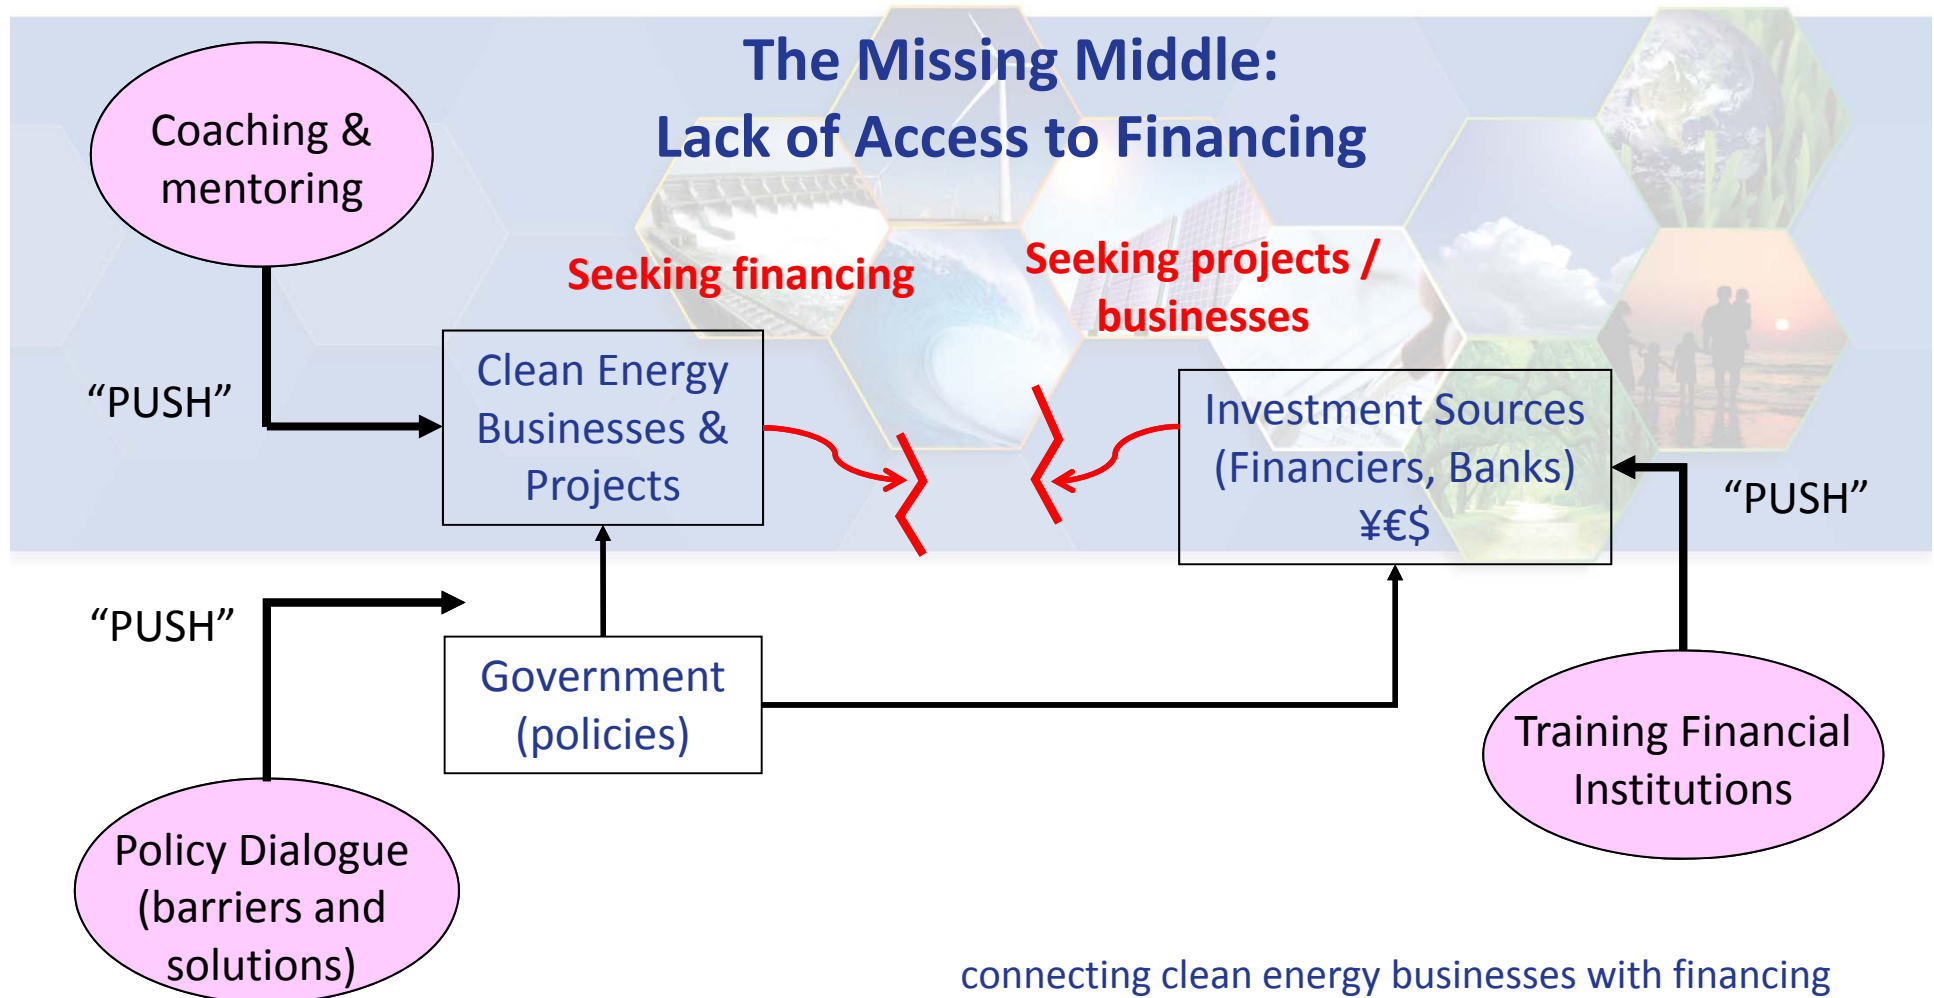 The Missing Middle:
Lack of Access to Financing
Coaching &
mentoring
Seeking financing
Seeking projects /
businesses
“PUSH”
Clean Energy
Businesses &
Projects
Investment Sources
(Financiers, Banks)
¥€$
“PUSH”
“PUSH”
Government
(policies)
Training Financial
Institutions
Policy Dialogue
(barriers and
solutions)
connecting clean energy businesses with financing